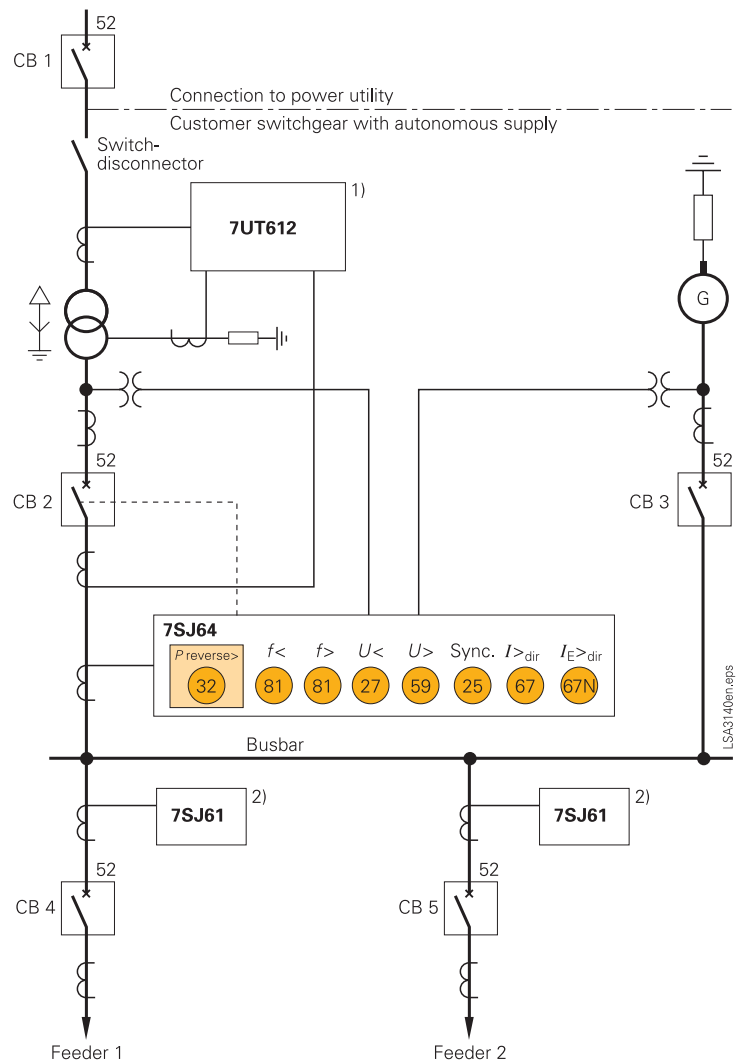 52
CB 1
Connection to power utility
Customer switchgear with autonomous supply
Switch-
disconnector
1)
7UT612
G
52
CB 2
52
CB 3
7SJ64
P reverse> f< f> U< U> Sync. I>dir IE>dir
32 81 81 27 59 25 67 67N
LSA3140en.eps
Busbar
2)
7SJ61
2)
7SJ61
52
CB 4
52
CB 5
Feeder 1
Feeder 2